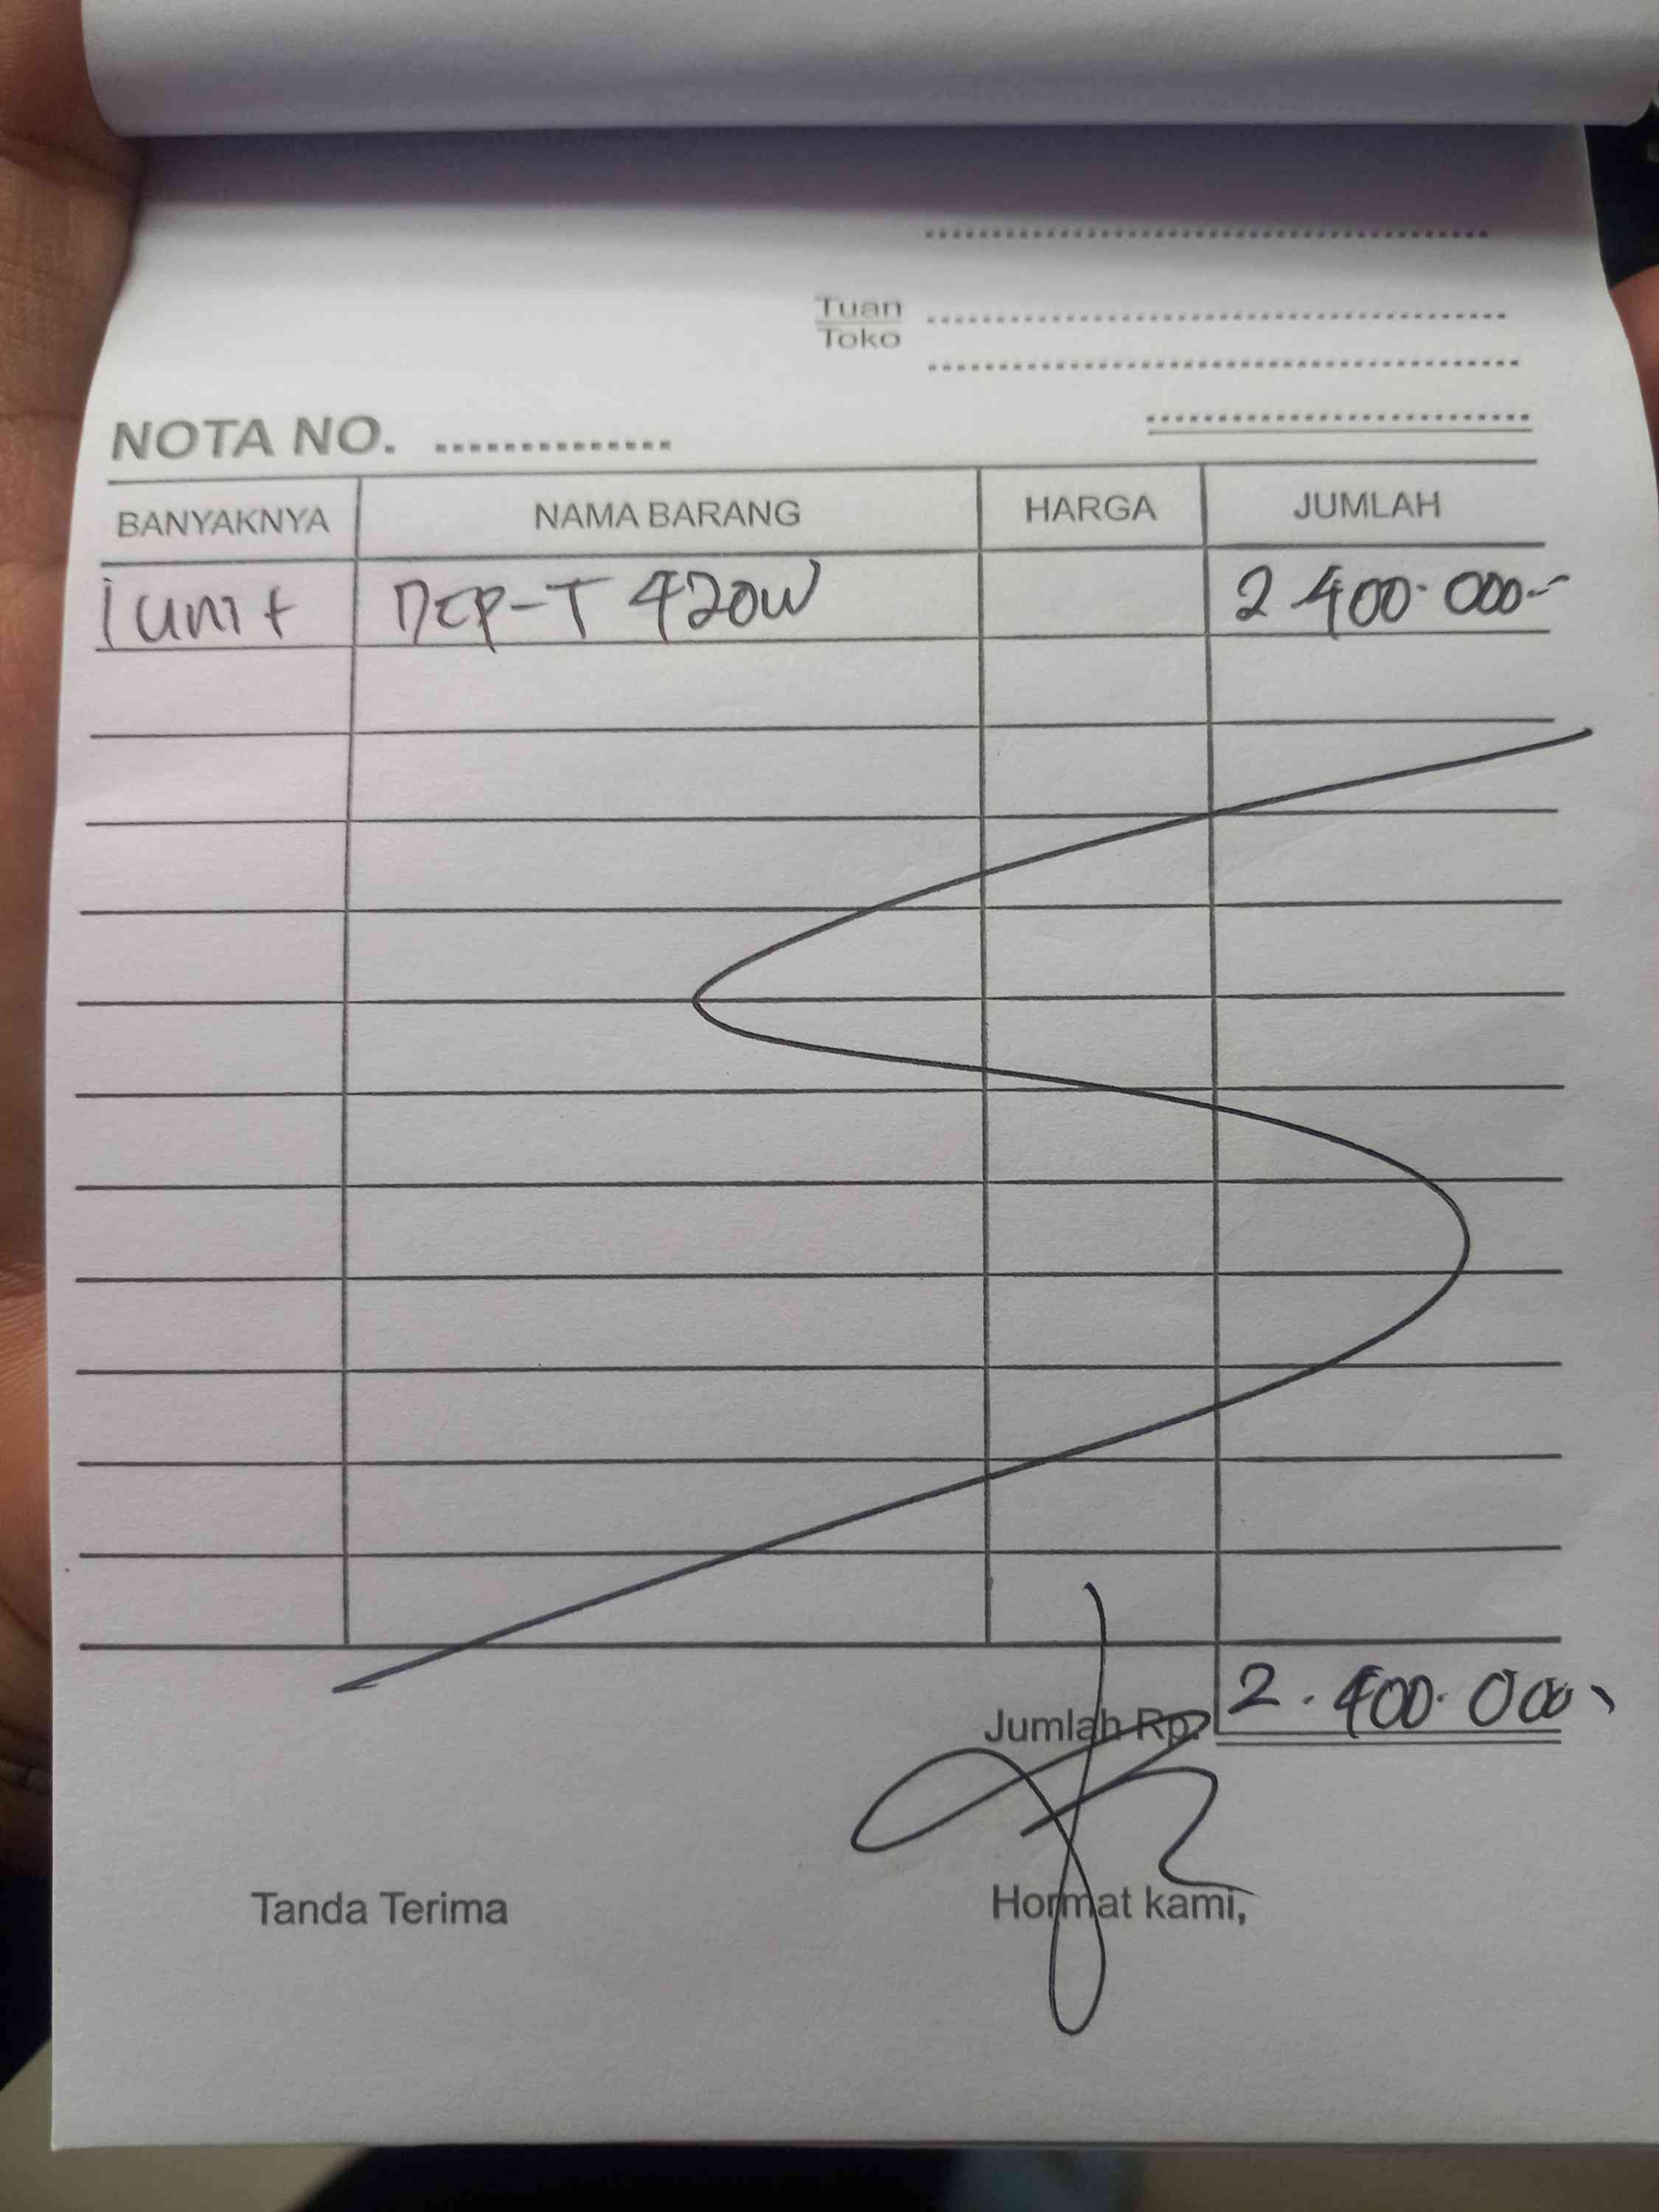 Tuan
Toko
NOTA NO.
BANYAKNYA NAMA BARANG HARGA JUMLAH
1 unit DCP-T 420W 2.400.000.-
Jumlah Rp. 2.400.000,
Tanda Terima Hormat kami,